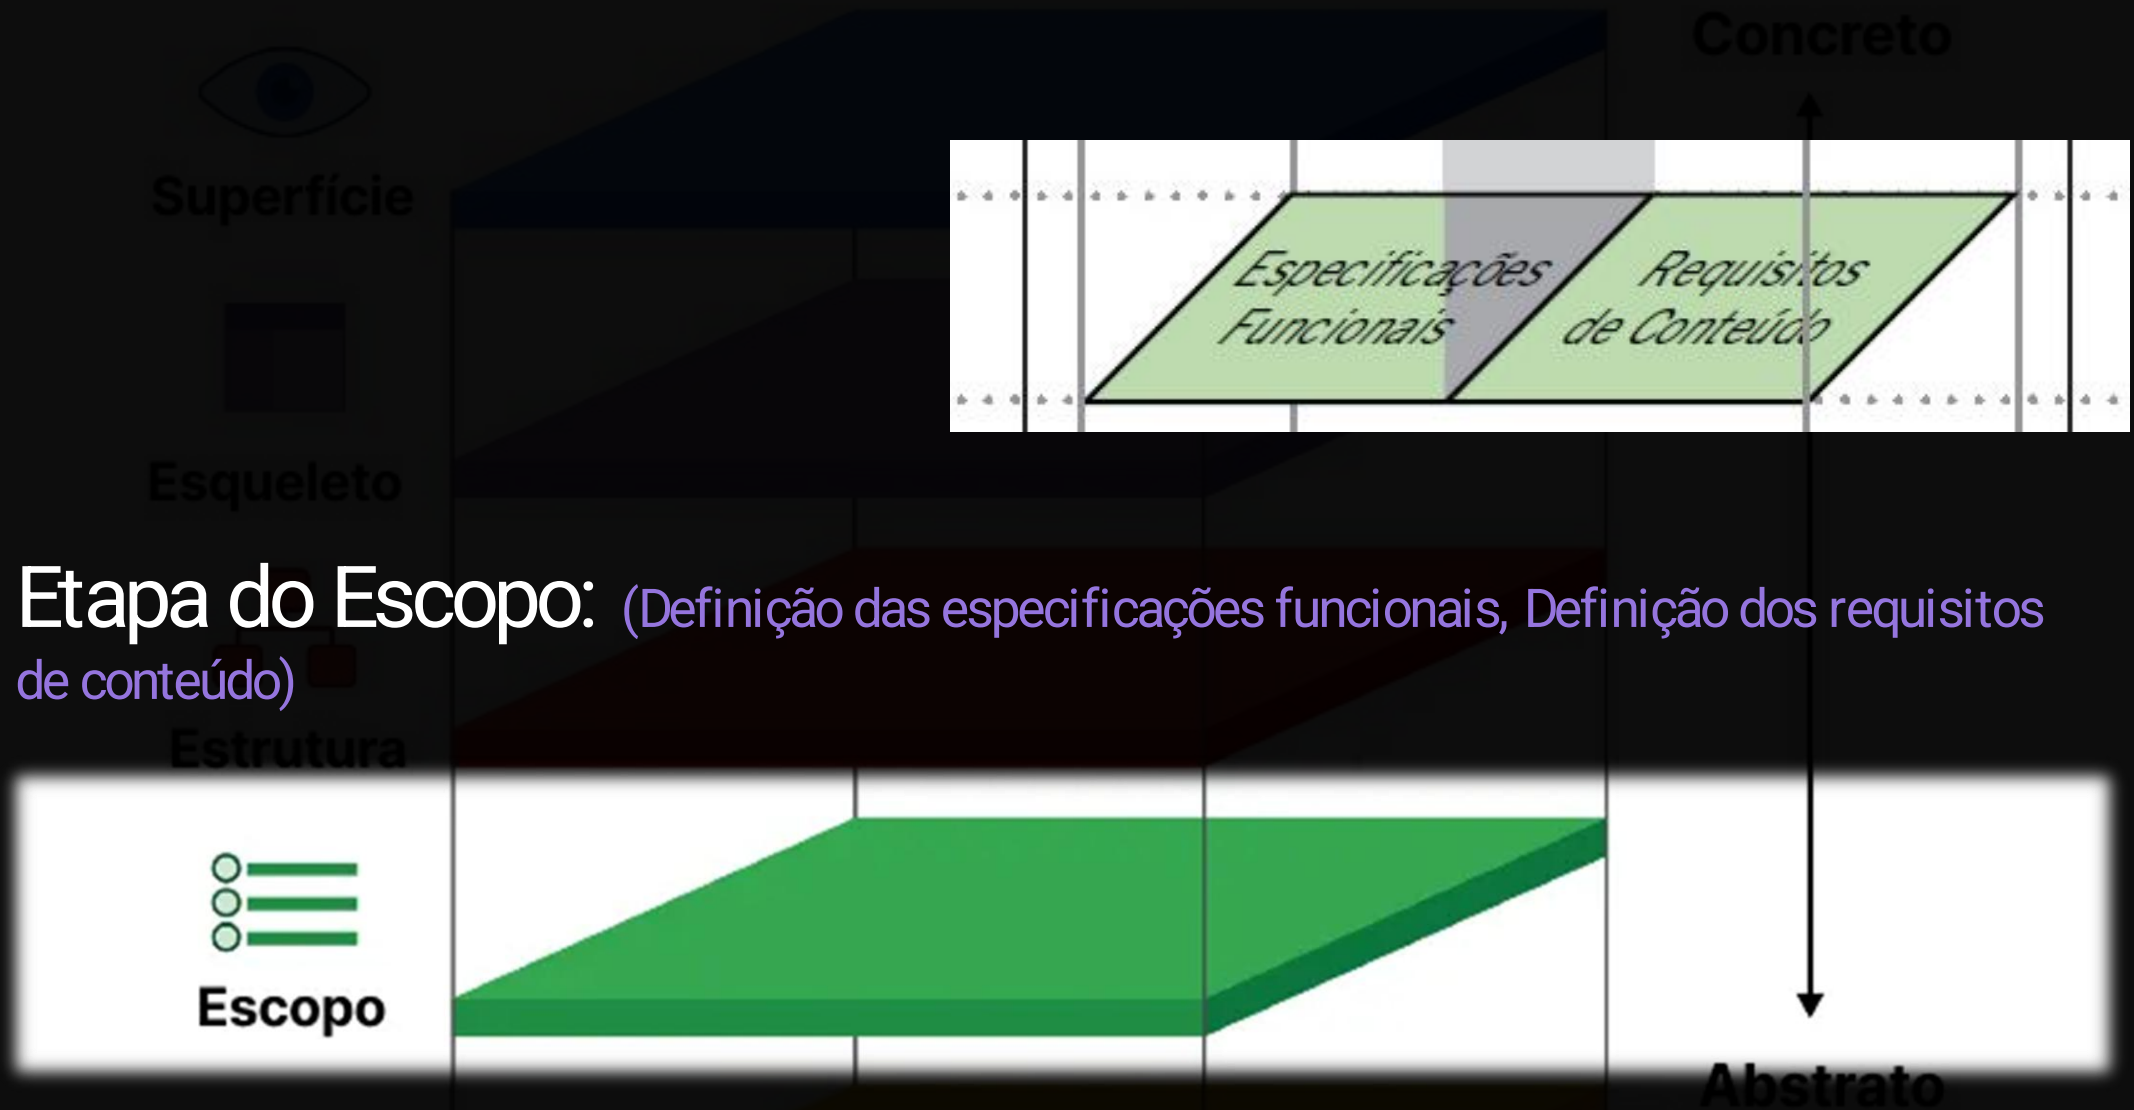 Concreto
Superfície
Especificações
Funcionais
Requisitos
de Conteúdo
Esqueleto
Etapa do Escopo: (Definição das especificações funcionais, Definição dos requisitos
de conteúdo)
Estrutura
Escopo
Abstrato